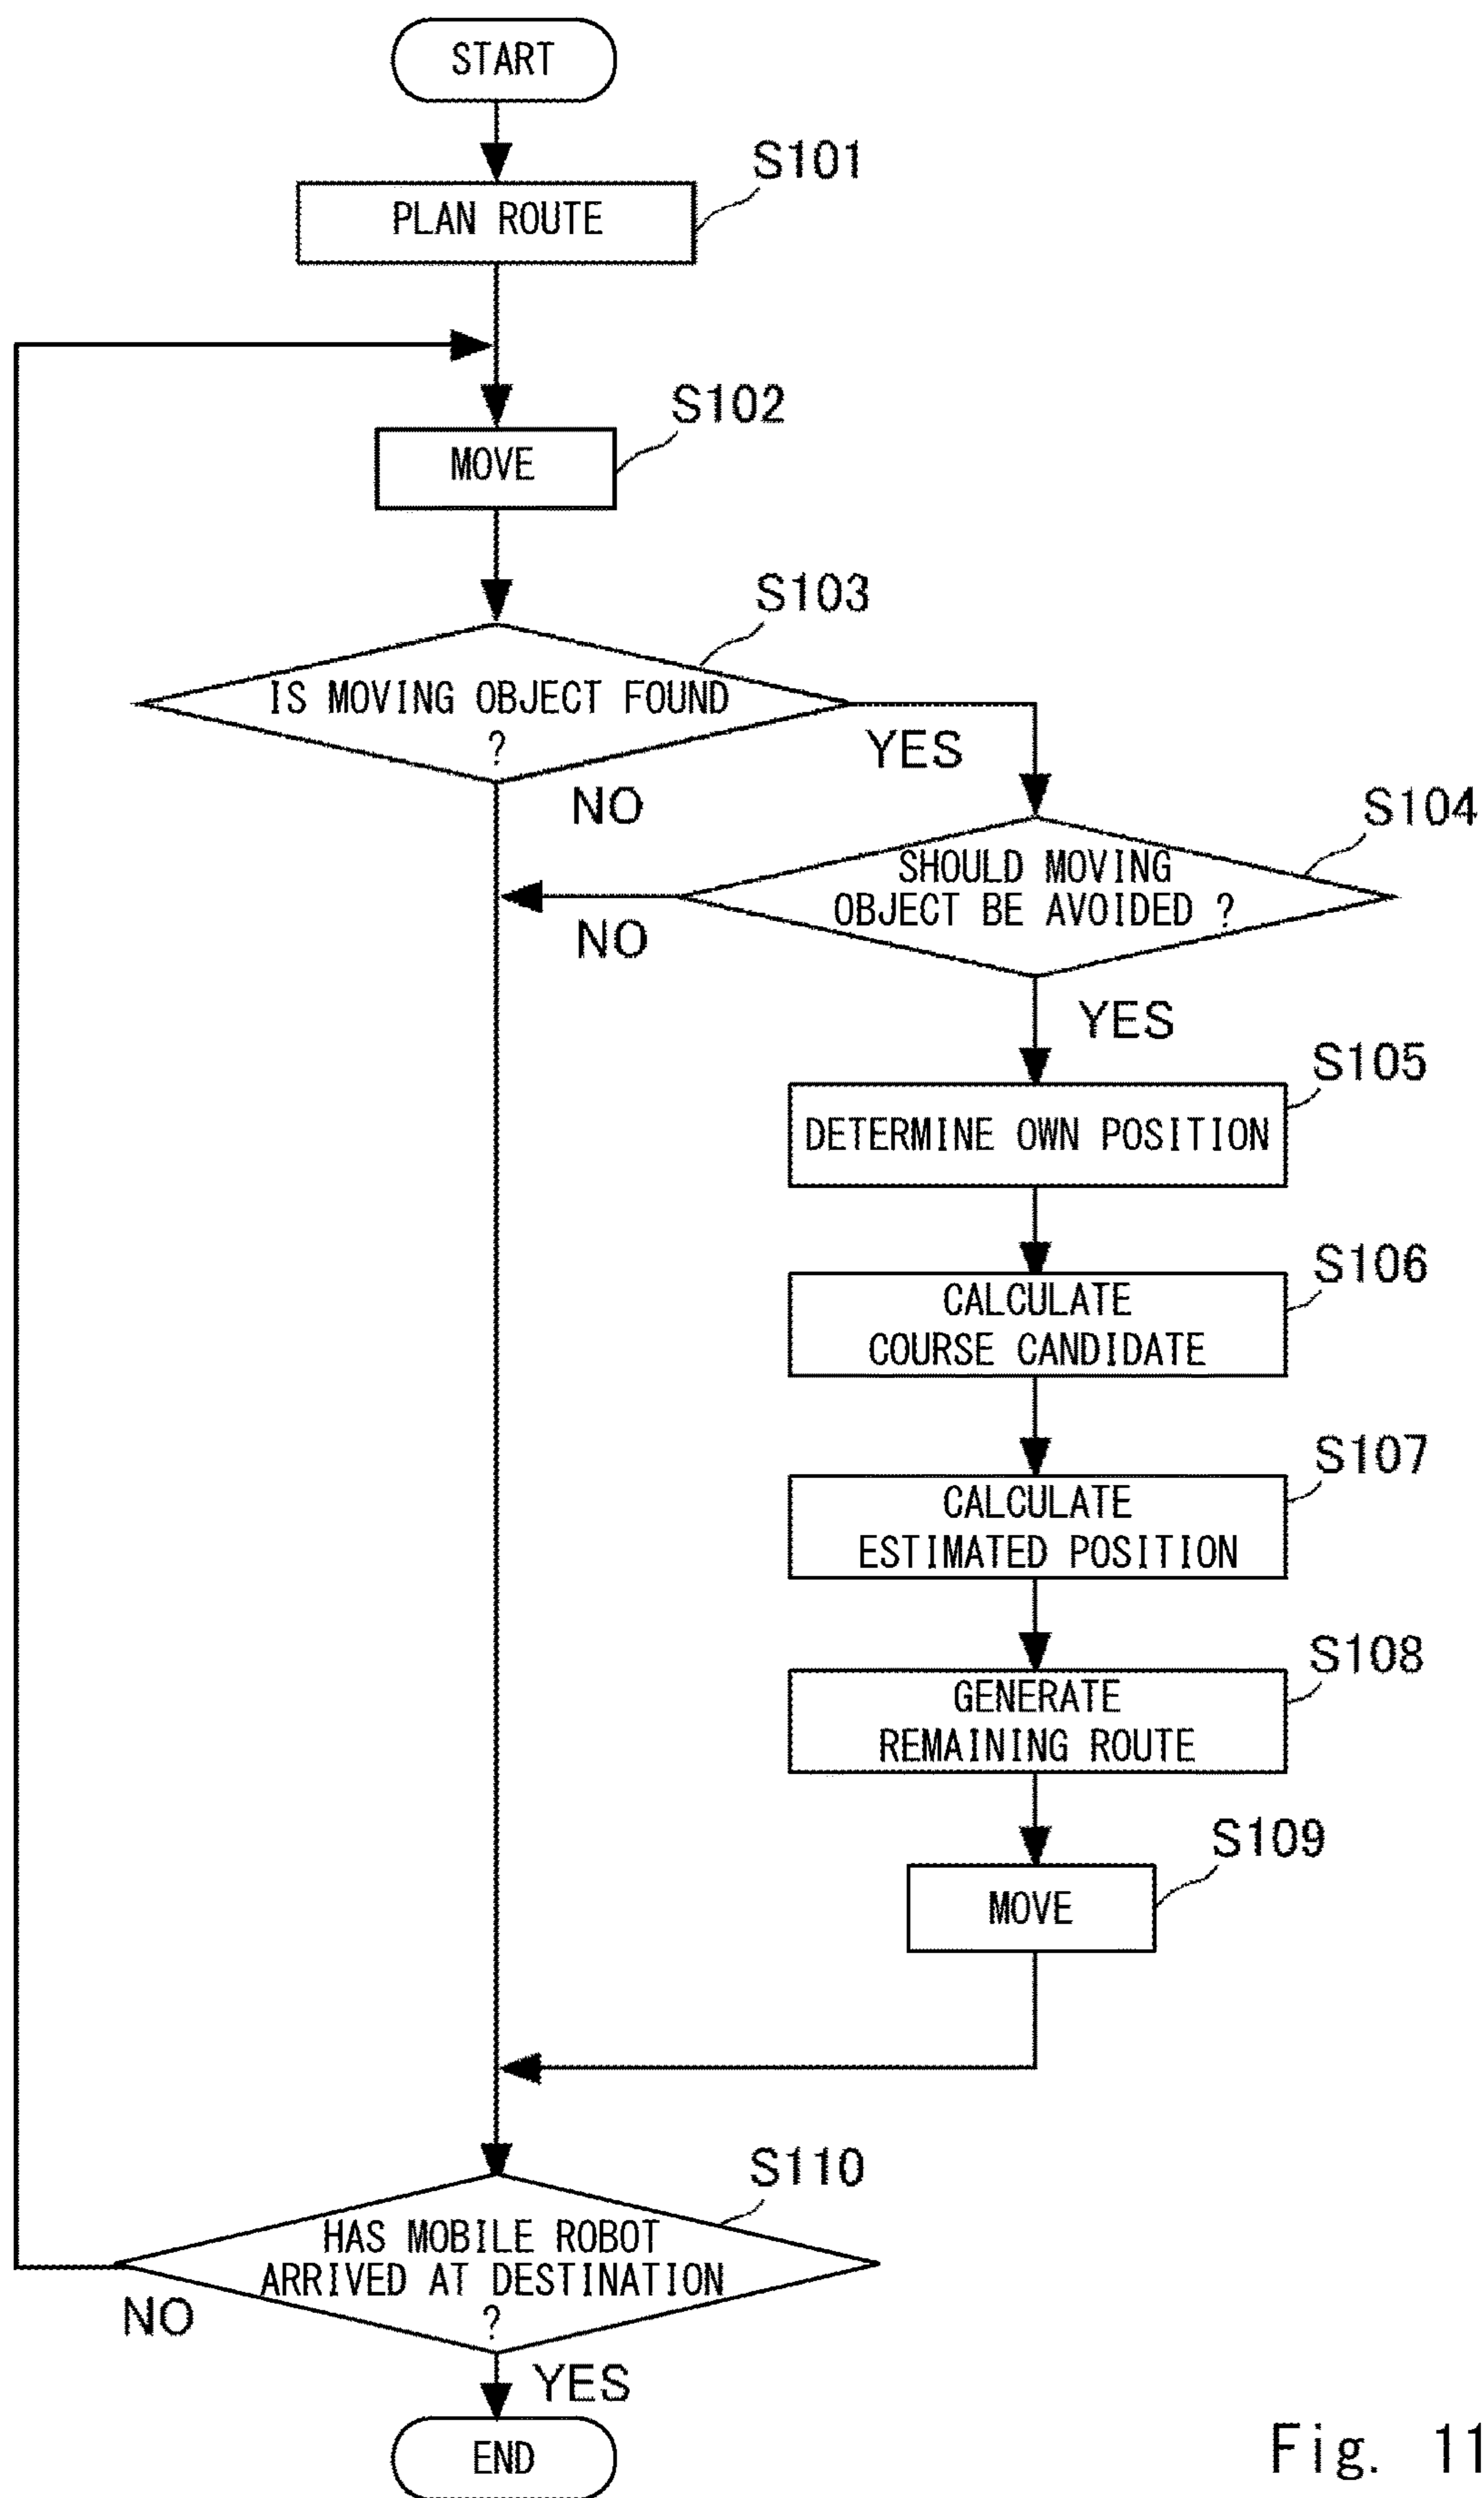 START
S101
PLAN ROUTE
S102
MOVE
S103
IS MOVING OBJECT FOUND
?
YES
NO
S104
SHOULD MOVING
OBJECT BE AVOIDED ?
NO
YES
S105
DETERMINE OWN POSITION
S106
CALCULATE
COURSE CANDIDATE
S107
CALCULATE
ESTIMATED POSITION
S108
GENERATE
REMAINING ROUTE
S109
MOVE
S110
HAS MOBILE ROBOT
ARRIVED AT DESTINATION
?
NO
YES
END
Fig. 11